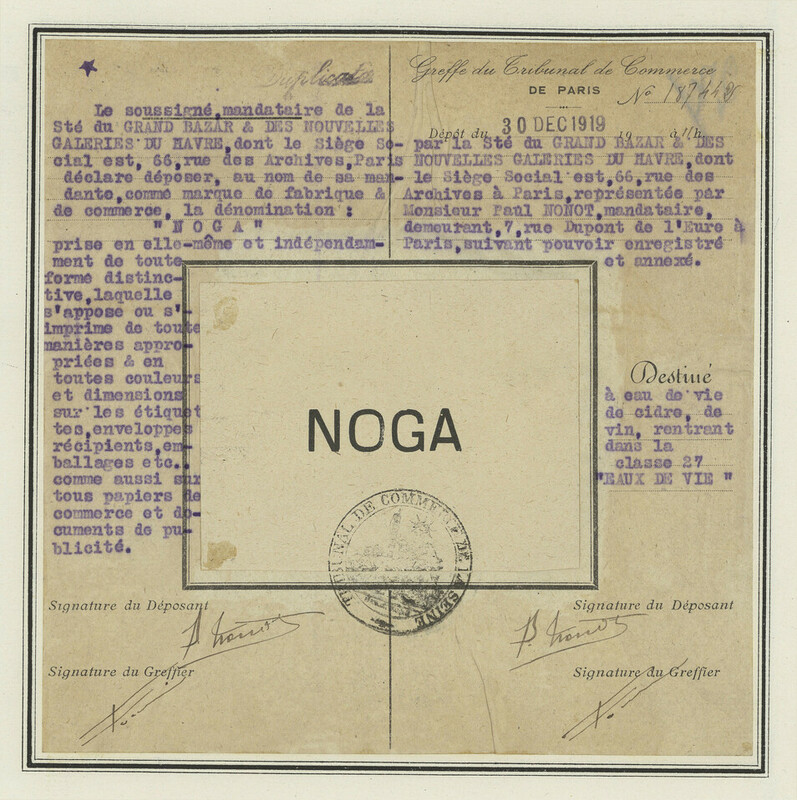 Duplicata
Le soussigné,mandataire de la
Sté du GRAND BAZAR & DES NOUVELLES
GALERIES DU HAVRE,dont le Siège So-
cial est, 66,rue des Archives,Paris
déclare déposer, au nom de sa man-
dante,comme marque de fabrique &
de commerce, la dénomination :
"NOGA"
prise en elle-même et indépendam-
ment de toute
forme distinc-
tive,laquelle
s'appose ou s'-
imprime de toute
manières appro-
priées & en
toutes couleurs
et dimensions
sur les étiquet
tes,enveloppes
récipients,em-
ballages etc.,
comme aussi sur
tous papiers de
commerce et do-
cuments de pu-
blicité.
Greffe du Tribunal de Commerce
DE PARIS
No
Dépôt du 30 DEC 1919 19 à h
par la Sté du GRAND BAZAR & DES
NOUVELLES GALERIES DU HAVRE,dont
le Siège Social est,66,rue des
Archives à Paris,représentée par
Monsieur Paul NONOT,mandataire,
demeurant,7,rue Dupont de l'Eure à
Paris,suivant pouvoir enregistré
et annexé.
Destiné
à eau de vie
de cidre, de
vin, rentrant
dans la
classe 27
"EAUX DE VIE "
NOGA
TRIBUNAL DE COMMERCE DE LA SEINE
Signature du Déposant
Signature du Greffier
Signature du Déposant
Signature du Greffier